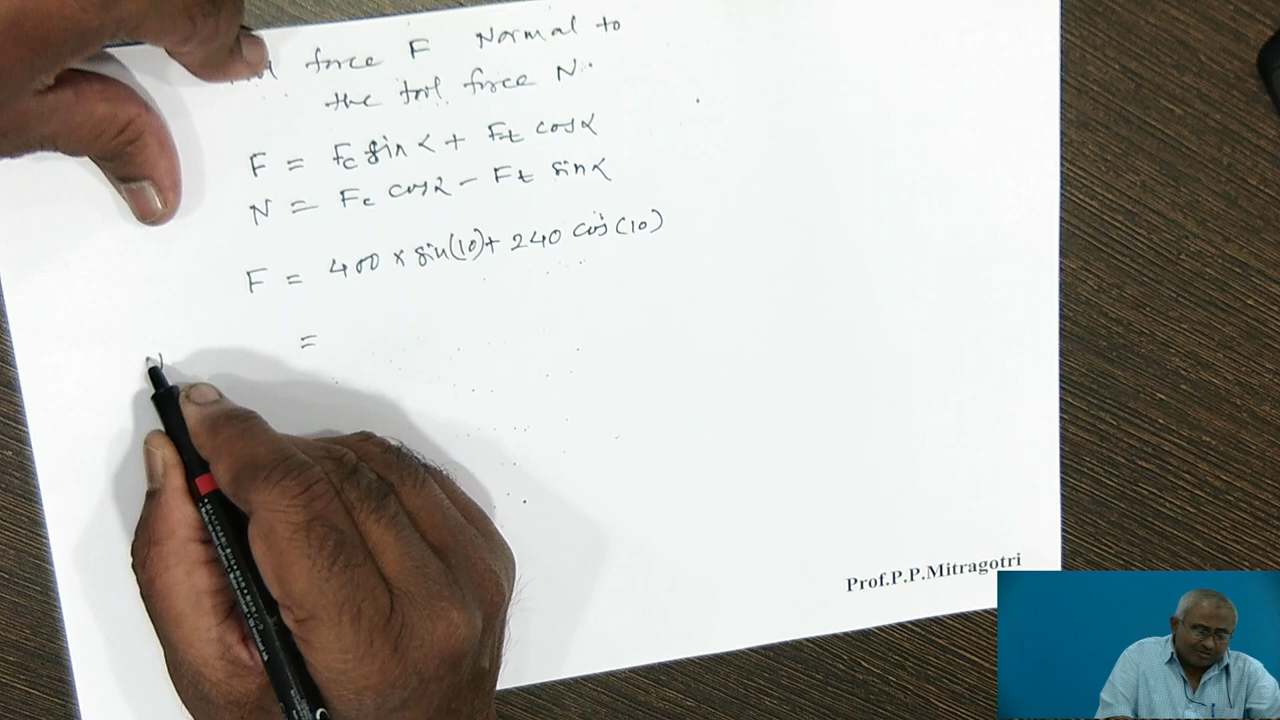 force F Normal to
the tool force N.
F = Fc sin α + Ft cos α
N = Fc cos α - Ft sin α
F = 400 × sin(10) + 240 cos(10)
=
Prof.P.P.Mitragotri